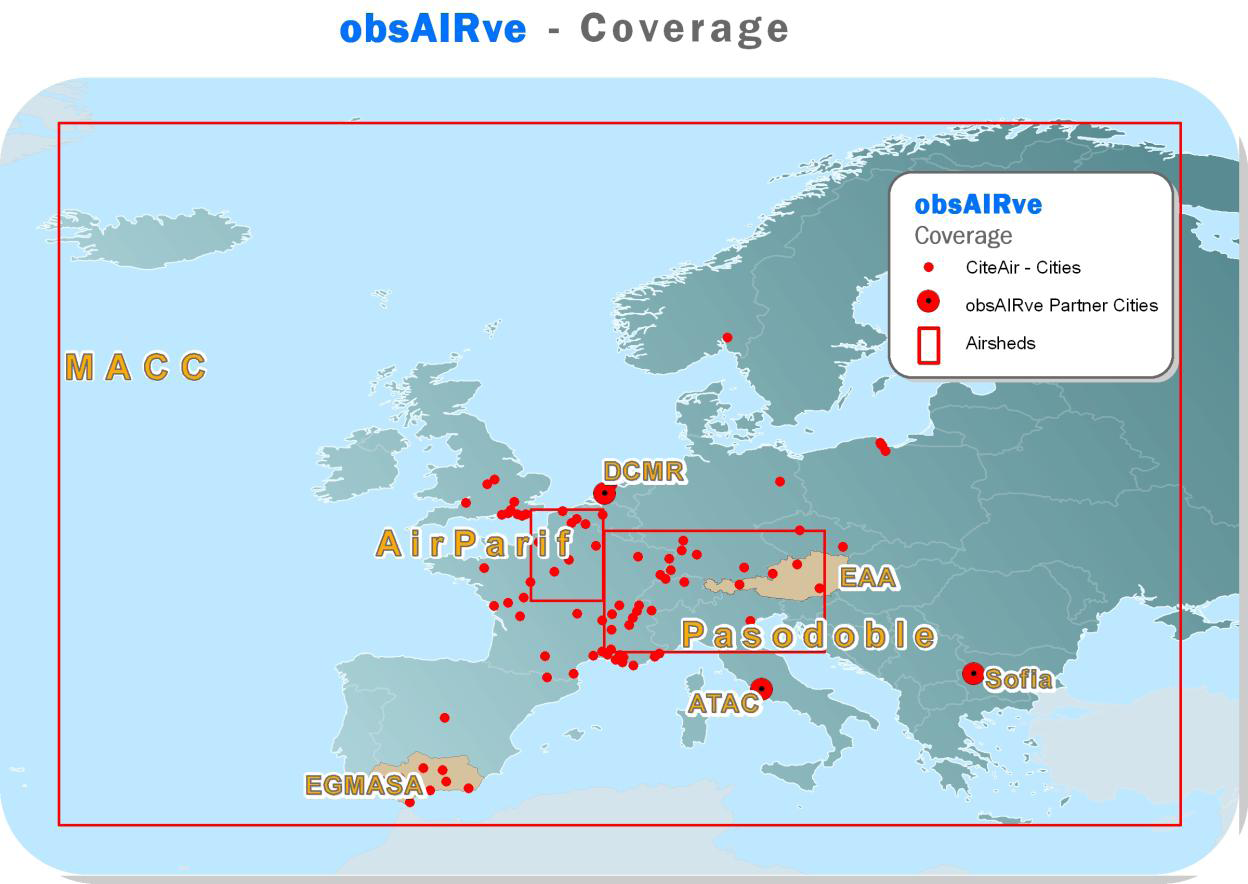 obsAIRve - Coverage
obsAIRve
Coverage
CiteAir - Cities
obsAIRve Partner Cities
Airsheds
MACC
DCMR
AirParif
EAA
Pasodoble
Sofia
ATAC
EGMASA